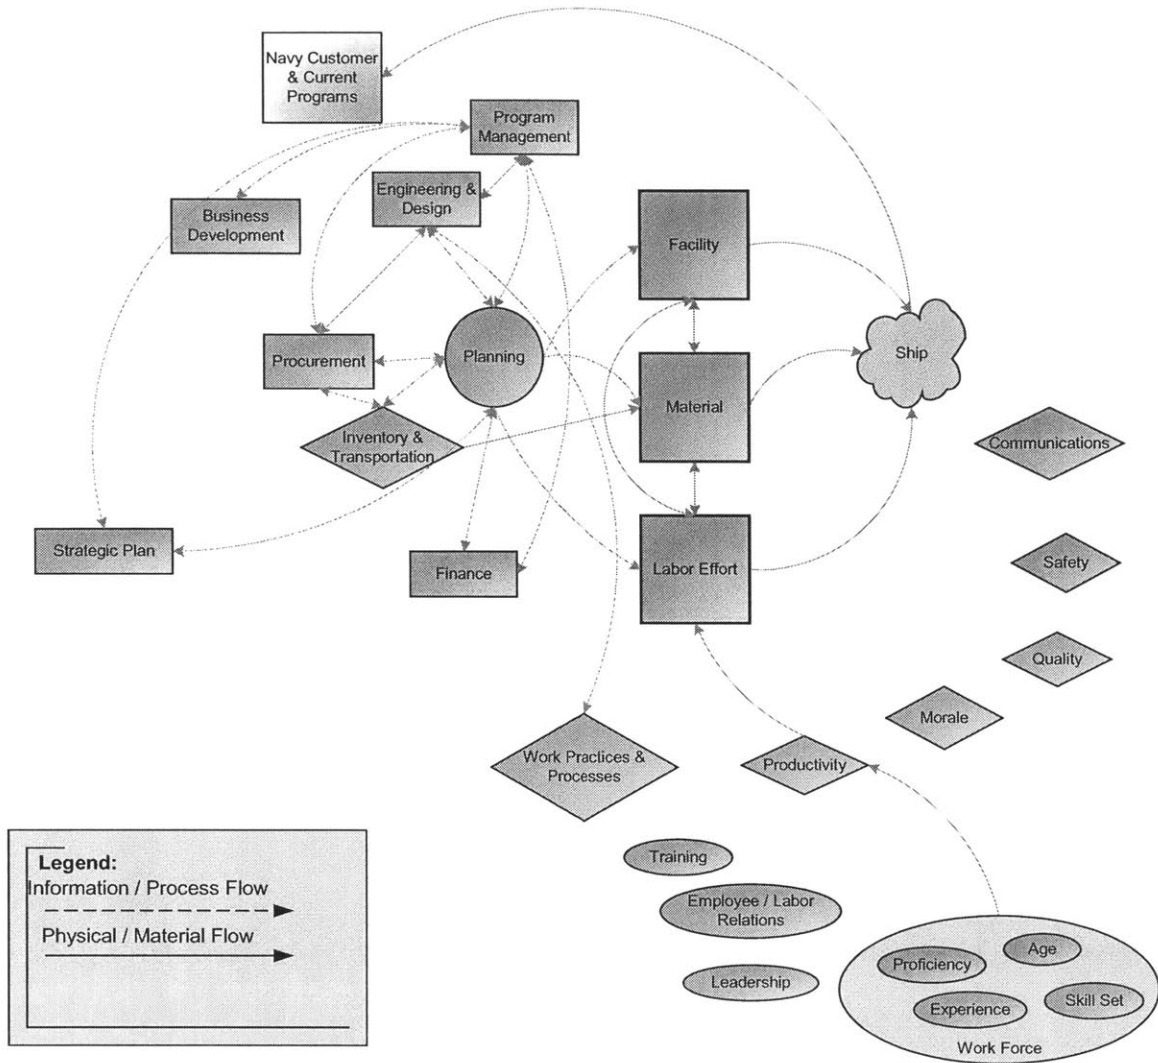 Navy Customer
& Current
Programs
Program
Management
Engineering &
Design
Business
Development
Facility
Procurement
Planning
Ship
Material
Inventory &
Transportation
Communications
Strategic Plan
Finance
Labor Effort
Safety
Quality
Morale
Work Practices &
Processes
Productivity
Training
Employee / Labor
Relations
Leadership
Proficiency
Age
Experience
Skill Set
Work Force
Legend:
Information / Process Flow
Physical / Material Flow